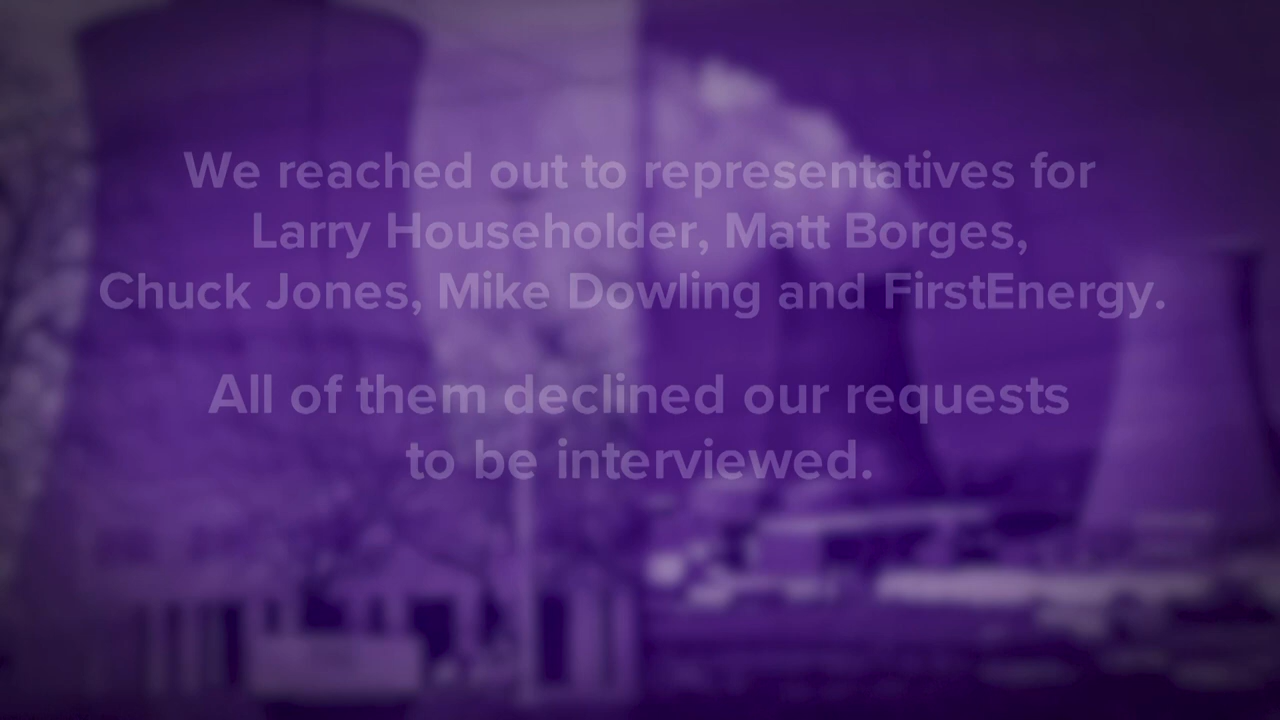 We reached out to representatives for
Larry Householder, Matt Borges,
Chuck Jones, Mike Dowling and FirstEnergy.
All of them declined our requests
to be interviewed.